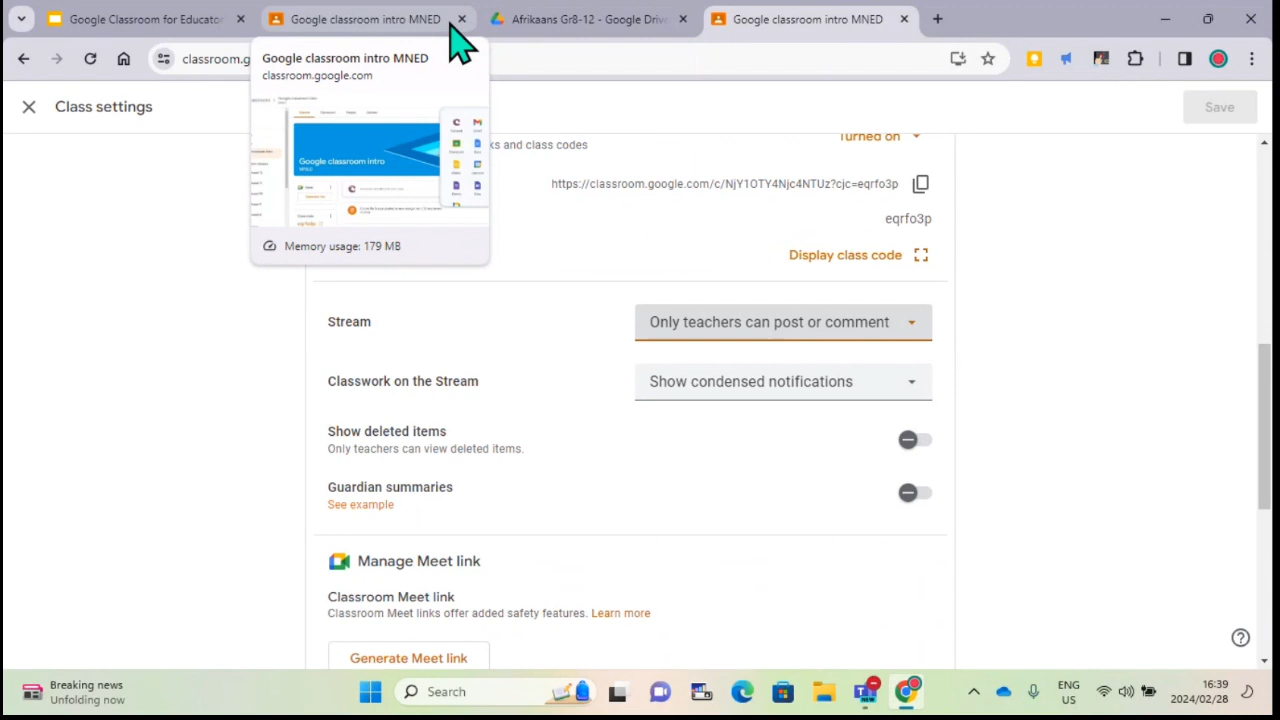 Google Classroom for Educator
Google classroom intro MNED
Afrikaans Gr8-12 - Google Drive
Google classroom intro MNED
classroom.g
Google classroom intro MNED
classroom.google.com
Google classroom intro
Memory usage: 179 MB
Class settings
Save
Turned on
ks and class codes
https://classroom.google.com/c/NjY1OTY4Njc4NTUz?cjc=eqrfo3p
eqrfo3p
Display class code
Stream
Only teachers can post or comment
Classwork on the Stream
Show condensed notifications
Show deleted items
Only teachers can view deleted items.
Guardian summaries
See example
Manage Meet link
Classroom Meet link
Classroom Meet links offer added safety features. Learn more
Generate Meet link
Breaking news
Unfolding now
Search
NEW
ENG
US
16:39
2024/02/28